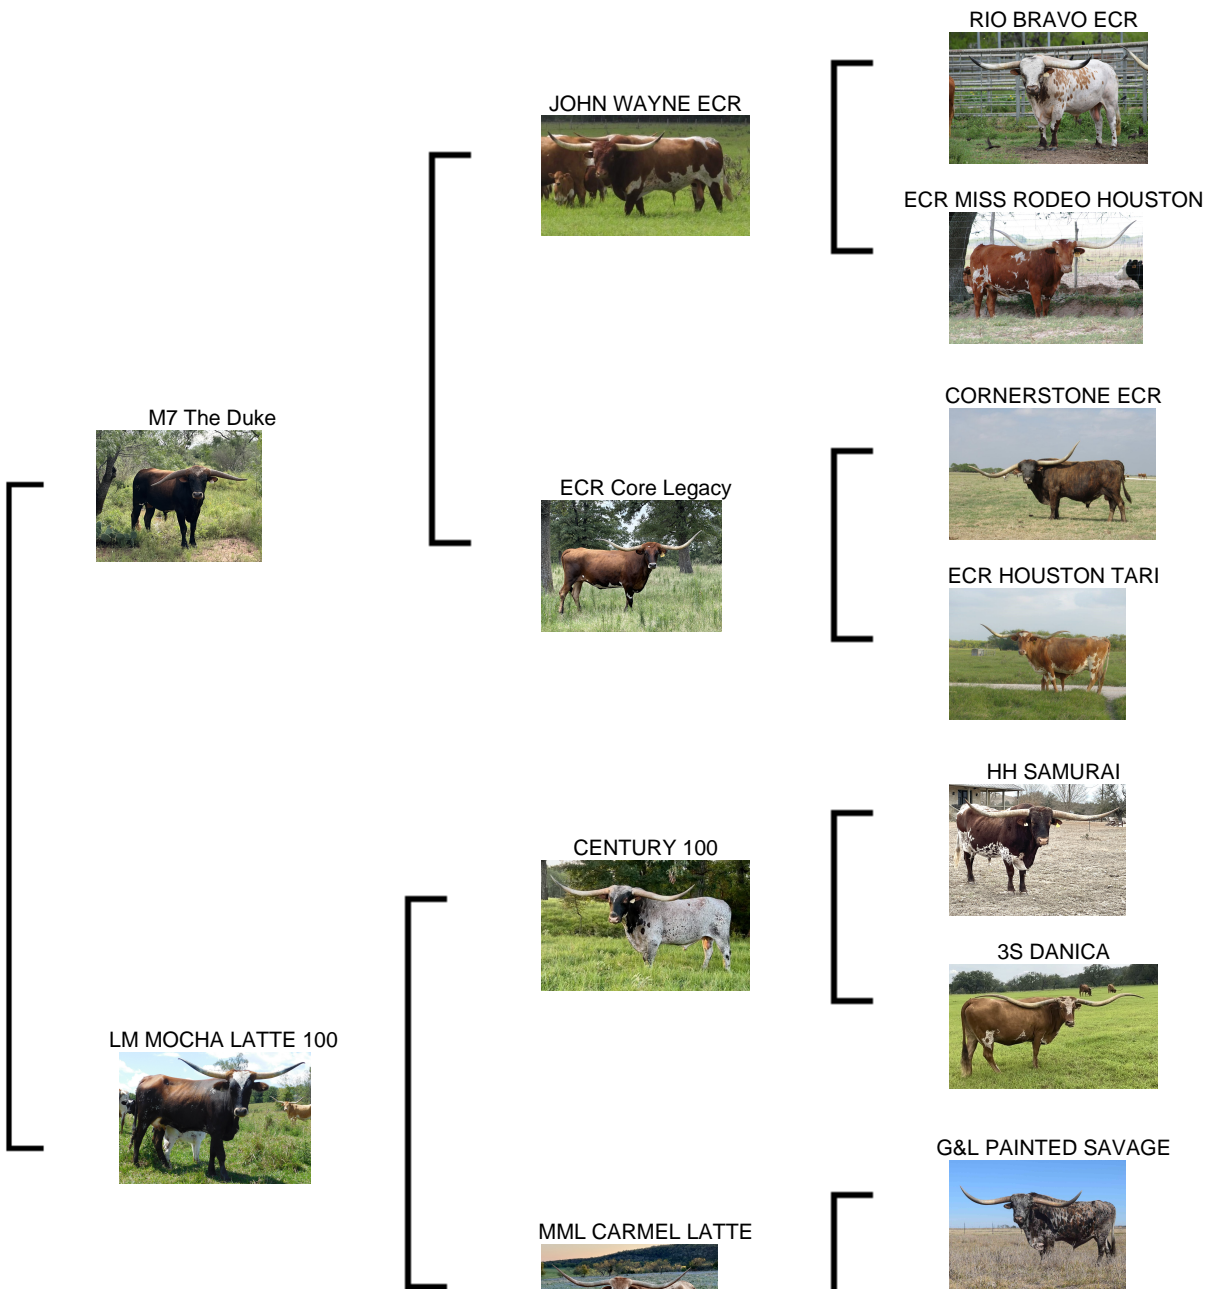 RIO BRAVO ECR
JOHN WAYNE ECR
ECR MISS RODEO HOUSTON
CORNERSTONE ECR
M7 The Duke
ECR Core Legacy
ECR HOUSTON TARI
HH SAMURAI
CENTURY 100
3S DANICA
LM MOCHA LATTE 100
G&L PAINTED SAVAGE
MML CARMEL LATTE